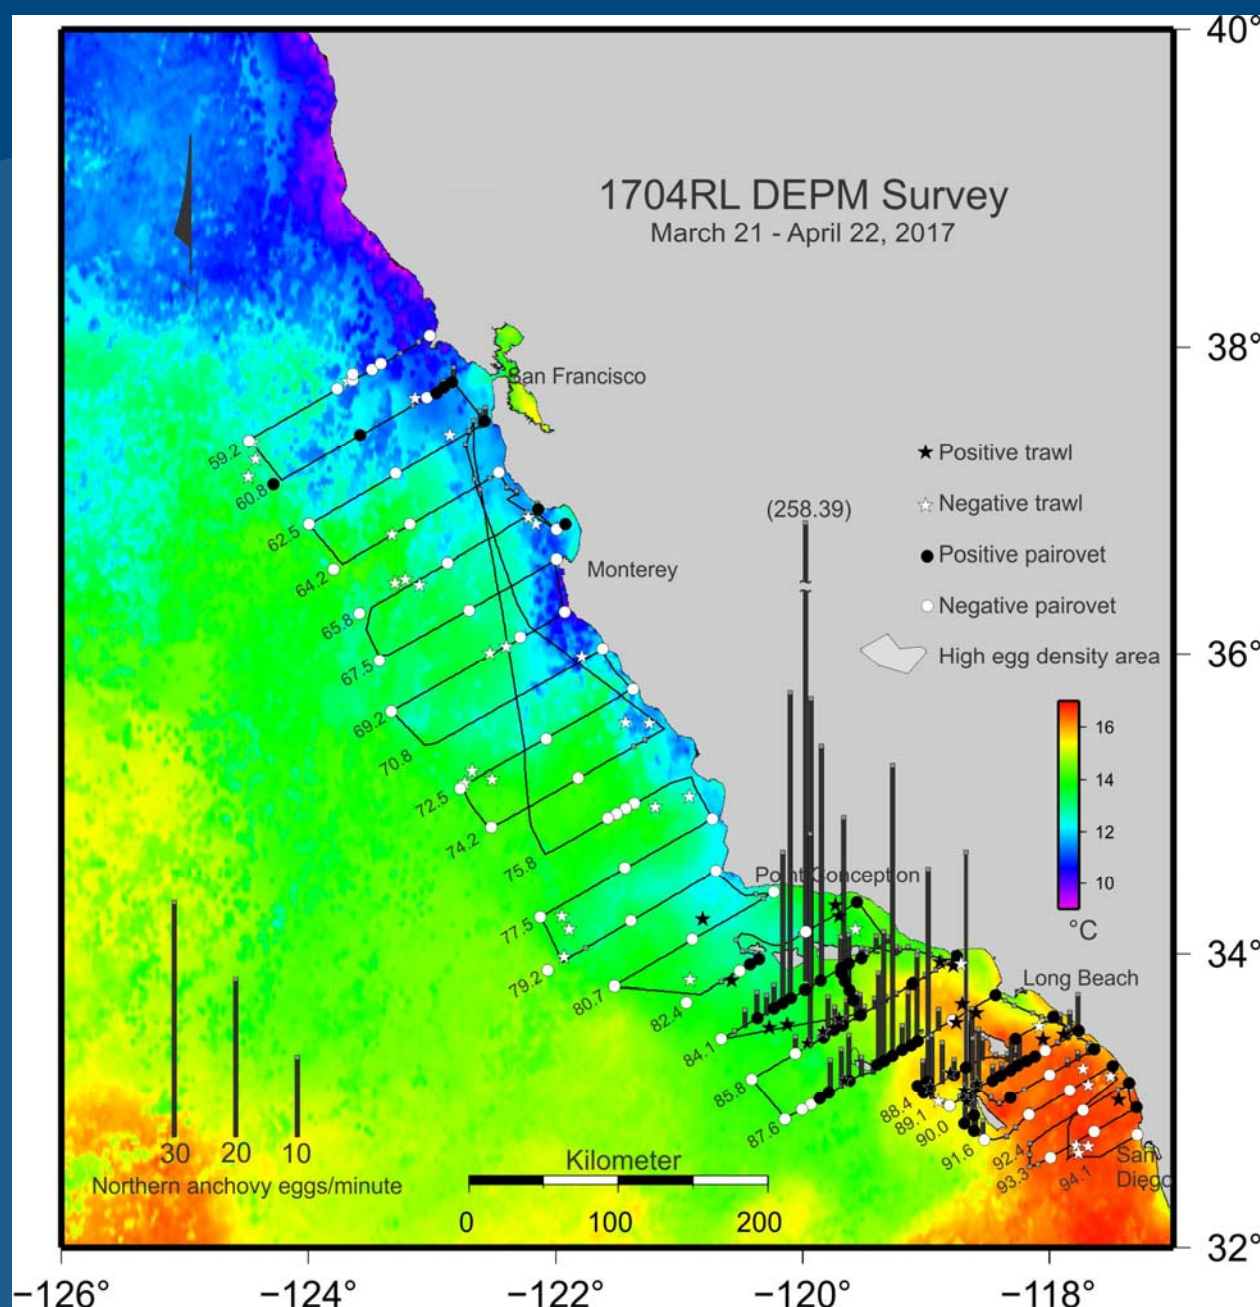 40°
1704RL DEPM Survey
March 21 - April 22, 2017
38°
San Francisco
59.2
60.8
Positive trawl
Negative trawl
(258.39)
62.5
Positive pairovet
64.2
Monterey
Negative pairovet
65.8
High egg density area
36°
67.5
69.2
16
70.8
14
72.5
12
74.2
10
75.8
Point Conception
°C
77.5
34°
79.2
Long Beach
80.7
82.4
84.1
85.8
88.4
87.6
89.1
90.0
91.6
92.4
93.3
94.1
San
Diego
30 20 10
Northern anchovy eggs/minute
Kilometer
0 100 200
32°
−126° −124° −122° −120° −118°